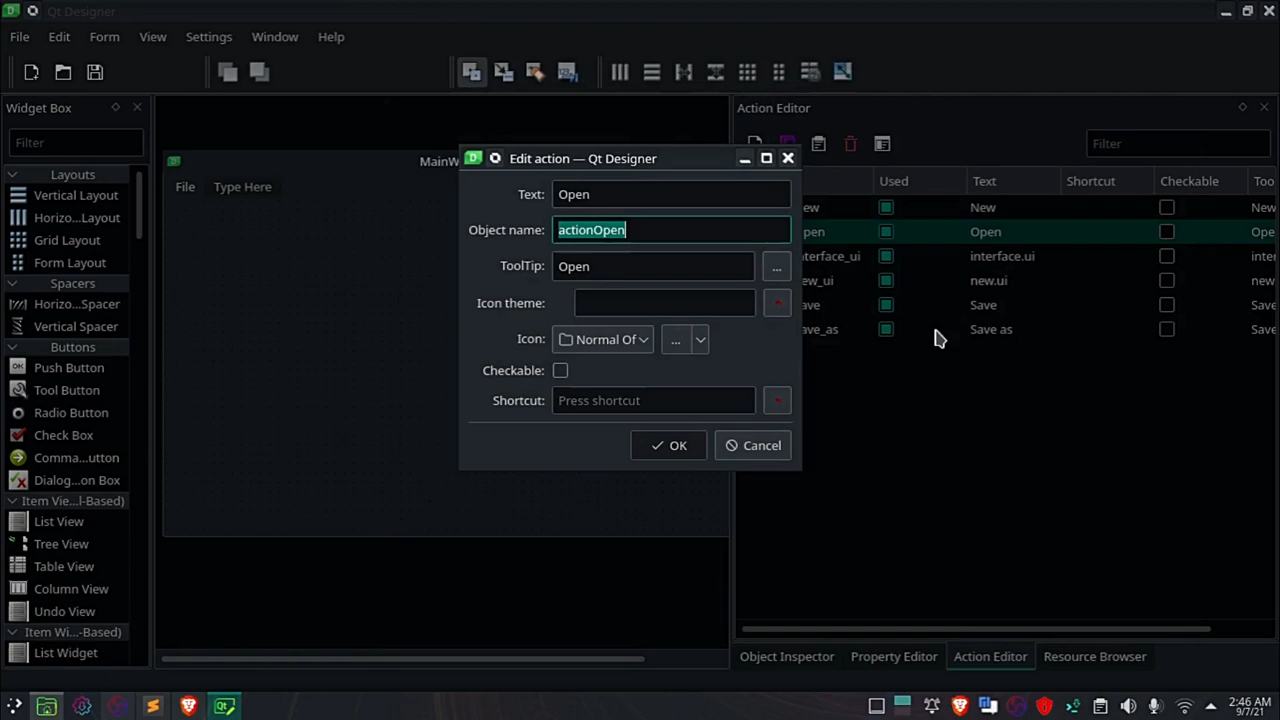 Qt Designer
File Edit Form View Settings Window Help
Widget Box
Filter
Layouts
Vertical Layout
Horizo...Layout
Grid Layout
Form Layout
Spacers
Horizo...Spacer
Vertical Spacer
Buttons
Push Button
Tool Button
Radio Button
Check Box
Comma...utton
Dialog...on Box
Item Vie...l-Based)
List View
Tree View
Table View
Column View
Undo View
Item Wi...-Based)
List Widget
MainW
File Type Here
Edit action — Qt Designer
Text: Open
Object name: actionOpen
ToolTip: Open ...
Icon theme:
Icon: Normal Of ...
Checkable:
Shortcut: Press shortcut
OK Cancel
Action Editor
Filter
Used Text Shortcut Checkable Too
ew New New
pen Open Ope
terface_ui interface.ui inter
ew_ui new.ui new
ave Save Save
ave_as Save as Save
Object Inspector Property Editor Action Editor Resource Browser
2:46 AM
9/7/21